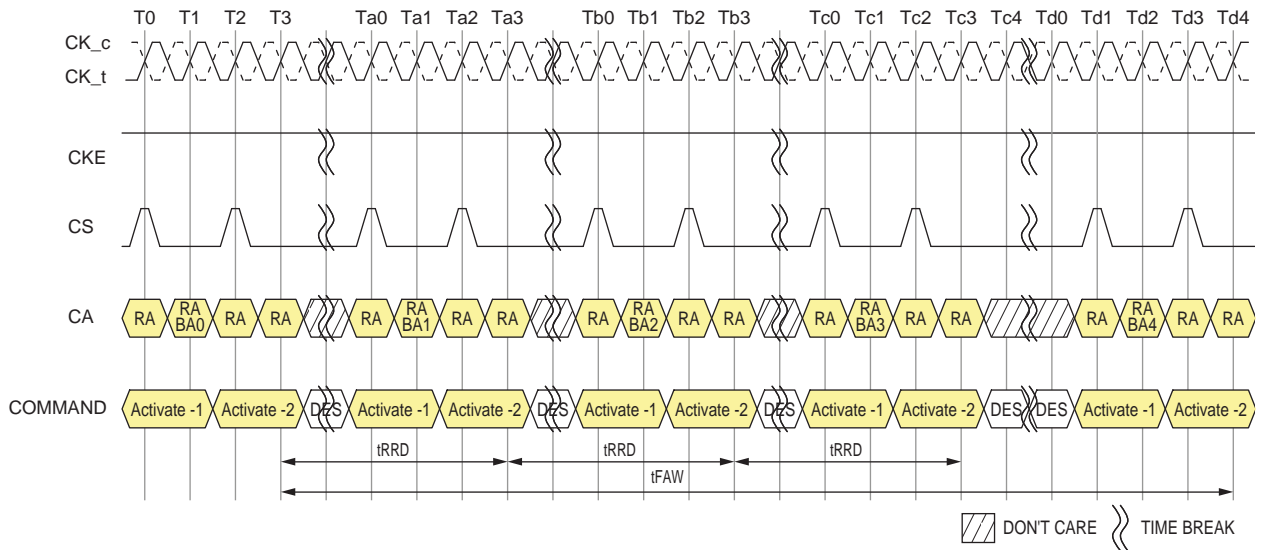 T0 T1 T2 T3 Ta0 Ta1 Ta2 Ta3 Tb0 Tb1 Tb2 Tb3 Tc0 Tc1 Tc2 Tc3 Tc4 Td0 Td1 Td2 Td3 Td4
CK_c
CK_t
CKE
CS
CA RA RA BA0 RA RA RA RA BA1 RA RA RA RA BA2 RA RA RA RA BA3 RA RA RA RA BA4 RA RA
COMMAND Activate -1 Activate -2 DES Activate -1 Activate -2 DES Activate -1 Activate -2 DES Activate -1 Activate -2 DES DES Activate -1 Activate -2
tRRD tRRD tRRD
tFAW
DON'T CARE TIME BREAK